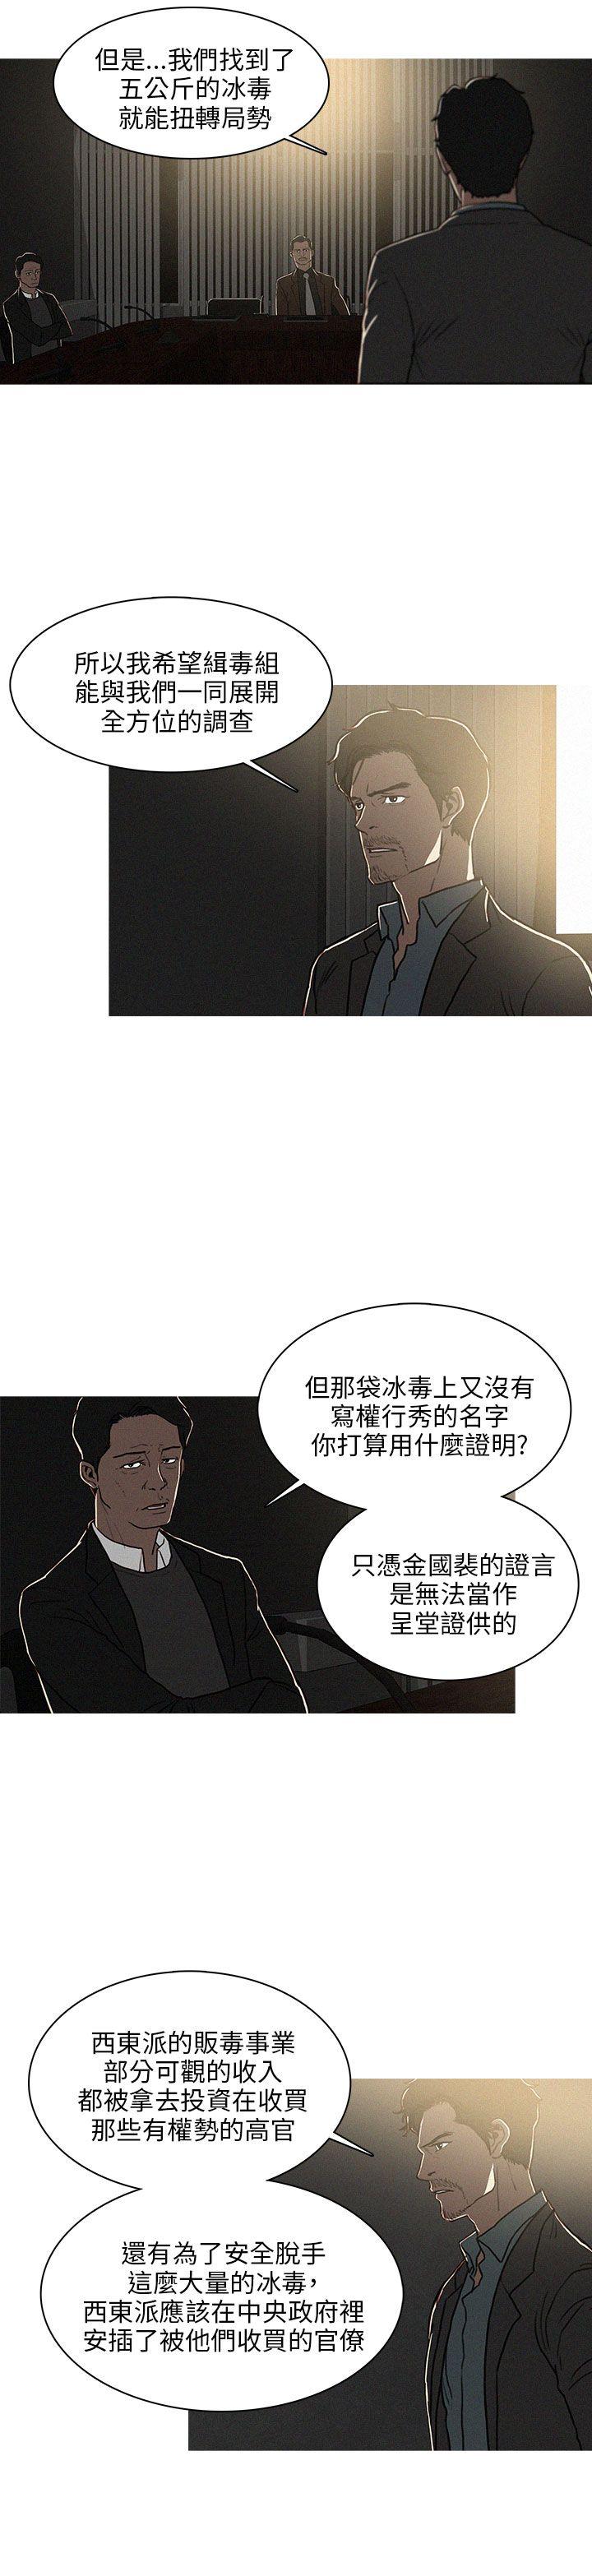 但是...我們找到了
五公斤的冰毒
就能扭轉局勢
所以我希望緝毒組
能與我們一同展開
全方位的調查
但那袋冰毒上又沒有
寫權行秀的名字
你打算用什麼證明?
只憑金國裴的證言
是無法當作
呈堂證供的
西東派的販毒事業
部分可觀的收入
都被拿去投資在收買
那些有權勢的高官
還有為了安全脫手
這麼大量的冰毒,
西東派應該在中央政府裡
安插了被他們收買的官僚